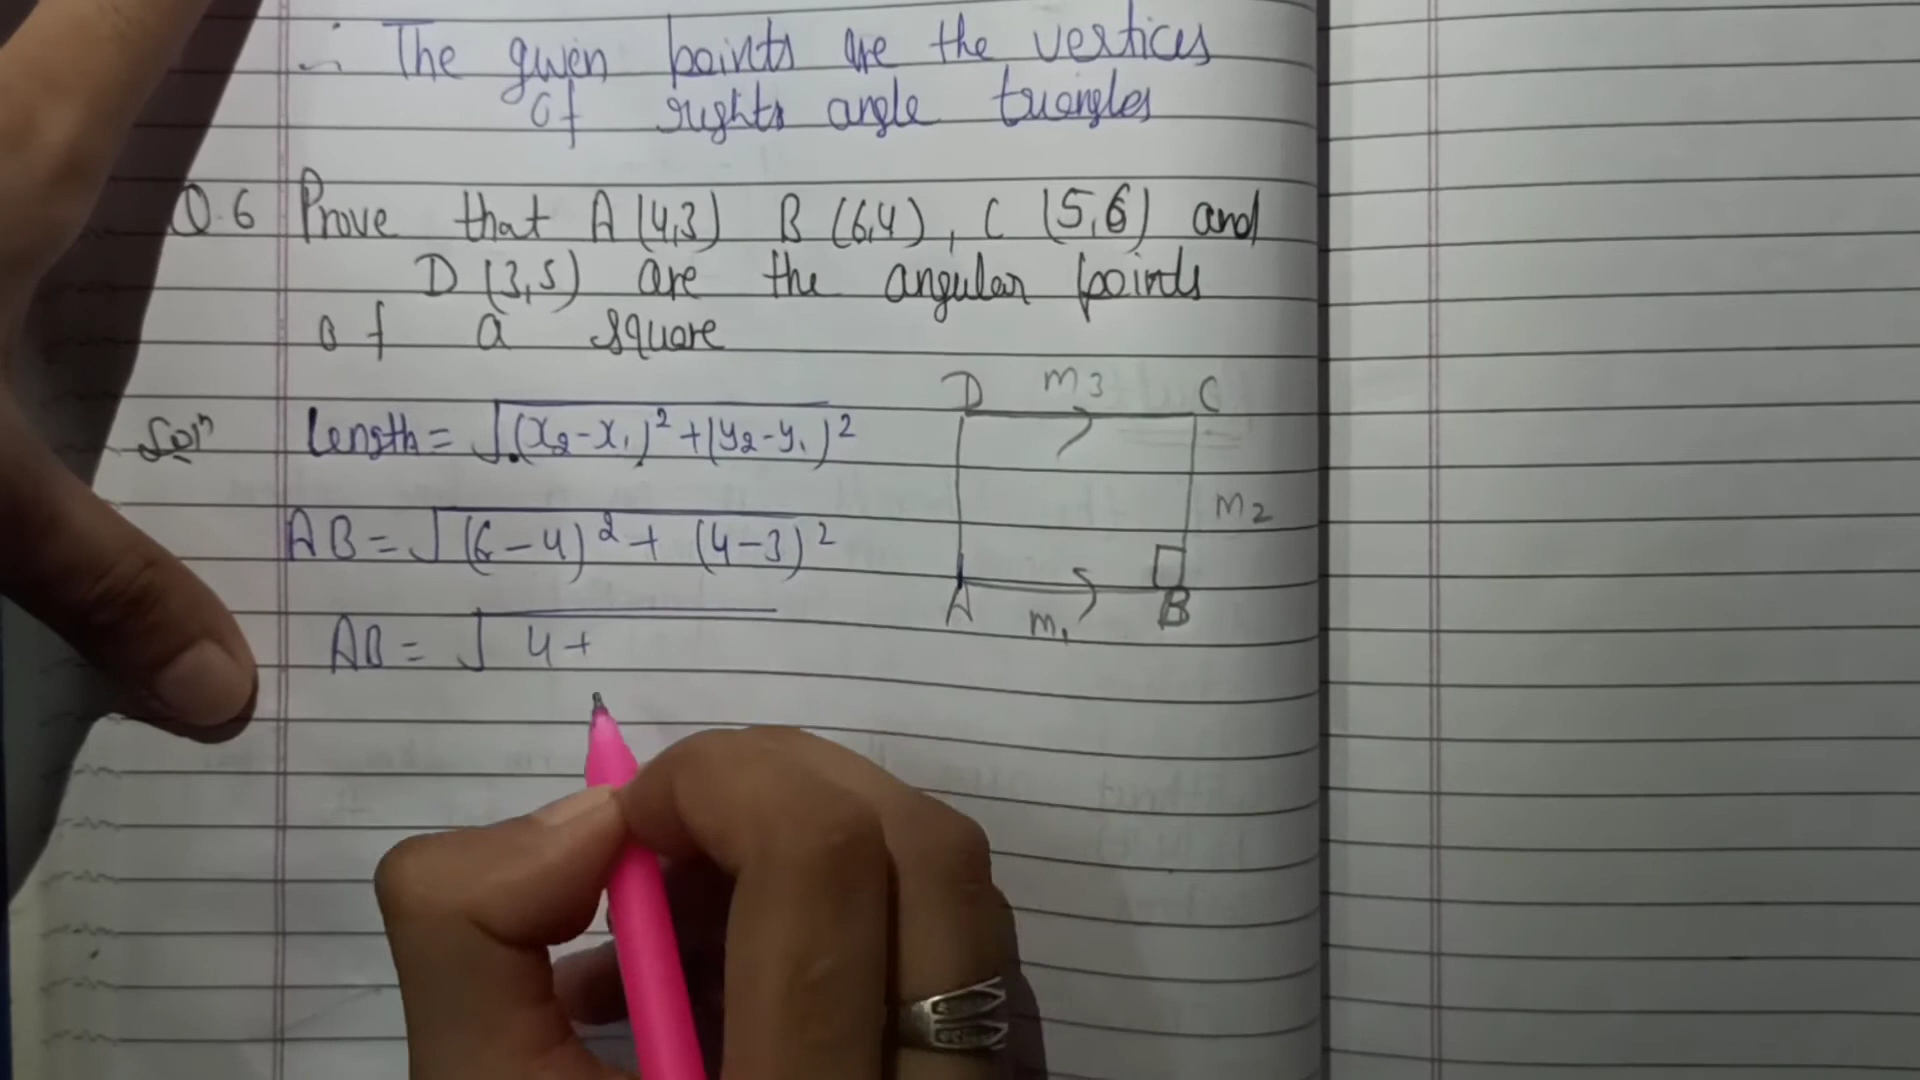 ∴ The given points are the vertices
of rights angle triangles
Q.6 Prove that A (4,3) B (6,4), C (5,6) and
D (3,5) are the angular points
of a square
Solⁿ Length = √(x₂-x₁)² + (y₂-y₁)²
AB = √(6-4)² + (4-3)²
AB = √4+
D m3 C
m2
A m₁ B